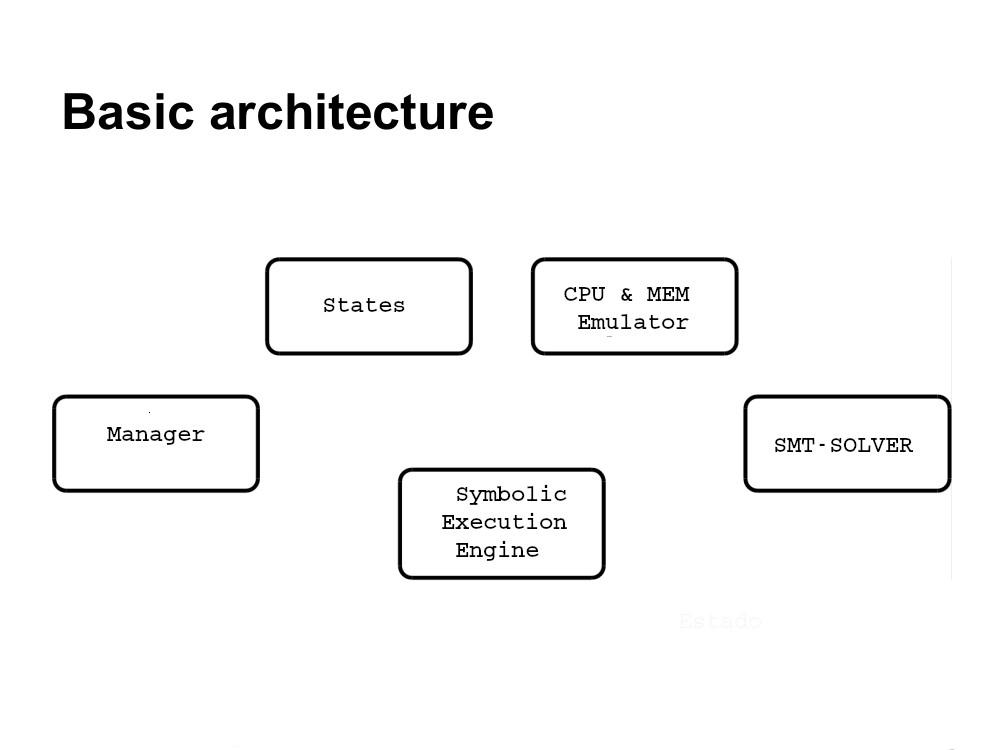 Basic architecture
States
CPU & MEM
Emulator
Manager
SMT-SOLVER
Symbolic
Execution
Engine
Estado